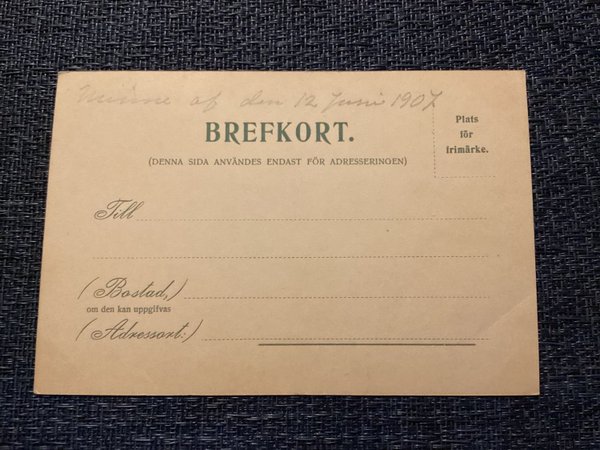 Minne af den 12 Juni 1907
BREFKORT.
(DENNA SIDA ANVÄNDES ENDAST FÖR ADRESSERINGEN)
Plats
för
frimärke.
Till
(Bostad,)
om den kan uppgifvas
(Adressort:)